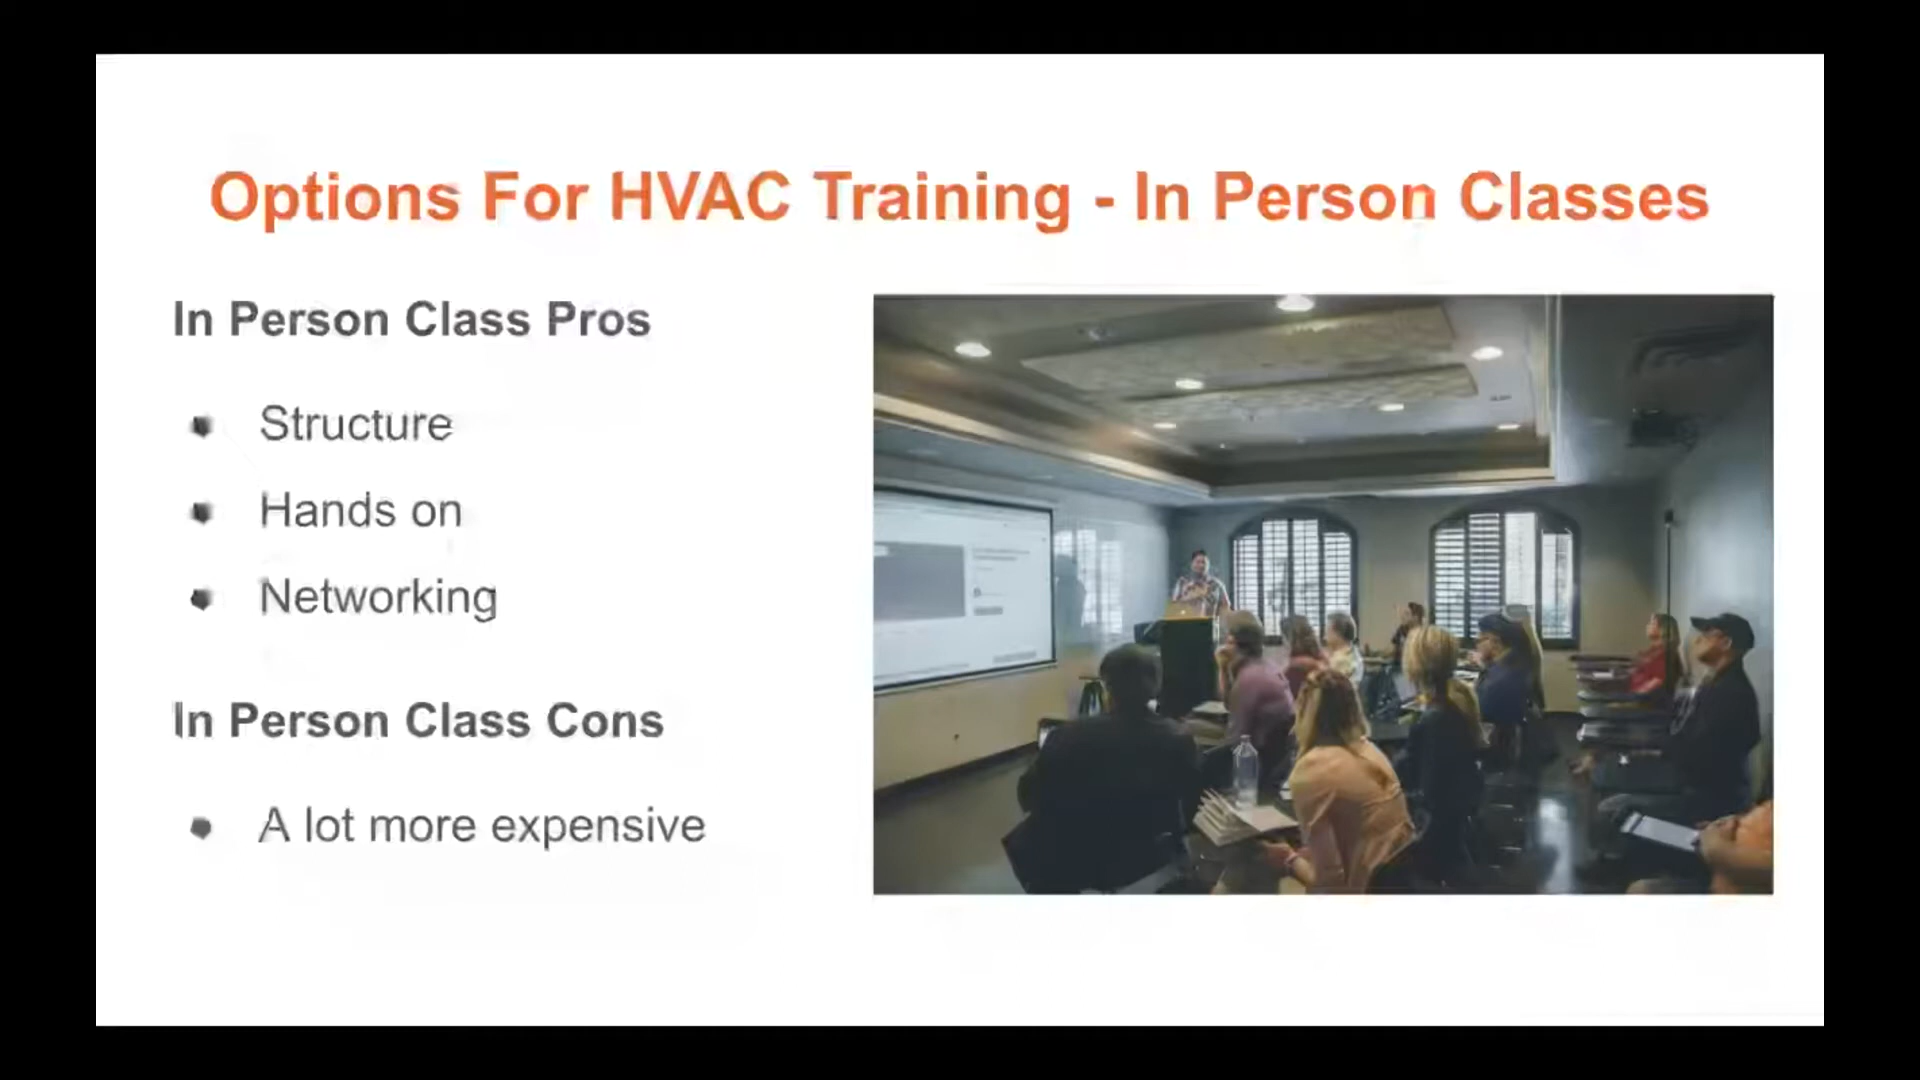 Options For HVAC Training - In Person Classes
In Person Class Pros
Structure
Hands on
Networking
In Person Class Cons
A lot more expensive